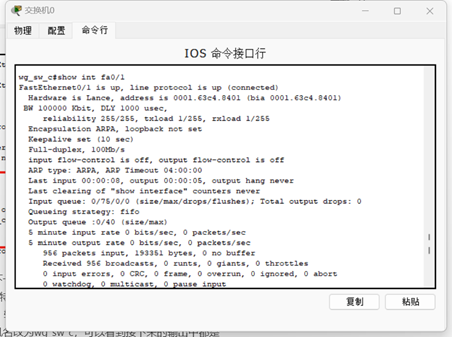 交换机0
物理 配置 命令行
IOS 命令接口行
wg_sw_c#show int fa0/1
FastEthernet0/1 is up, line protocol is up (connected)
Hardware is Lance, address is 0001.63c4.8401 (bia 0001.63c4.8401)
BW 100000 Kbit, DLY 1000 usec,
reliability 255/255, txload 1/255, rxload 1/255
Encapsulation ARPA, loopback not set
Keepalive set (10 sec)
Full-duplex, 100Mb/s
input flow-control is off, output flow-control is off
ARP type: ARPA, ARP Timeout 04:00:00
Last input 00:00:08, output 00:00:05, output hang never
Last clearing of "show interface" counters never
Input queue: 0/75/0/0 (size/max/drops/flushes); Total output drops: 0
Queueing strategy: fifo
Output queue :0/40 (size/max)
5 minute input rate 0 bits/sec, 0 packets/sec
5 minute output rate 0 bits/sec, 0 packets/sec
956 packets input, 193351 bytes, 0 no buffer
Received 956 broadcasts, 0 runts, 0 giants, 0 throttles
0 input errors, 0 CRC, 0 frame, 0 overrun, 0 ignored, 0 abort
0 watchdog, 0 multicast, 0 pause input
复制 粘贴
名改为wg_sw_c，可以看到接下来的输出中都是